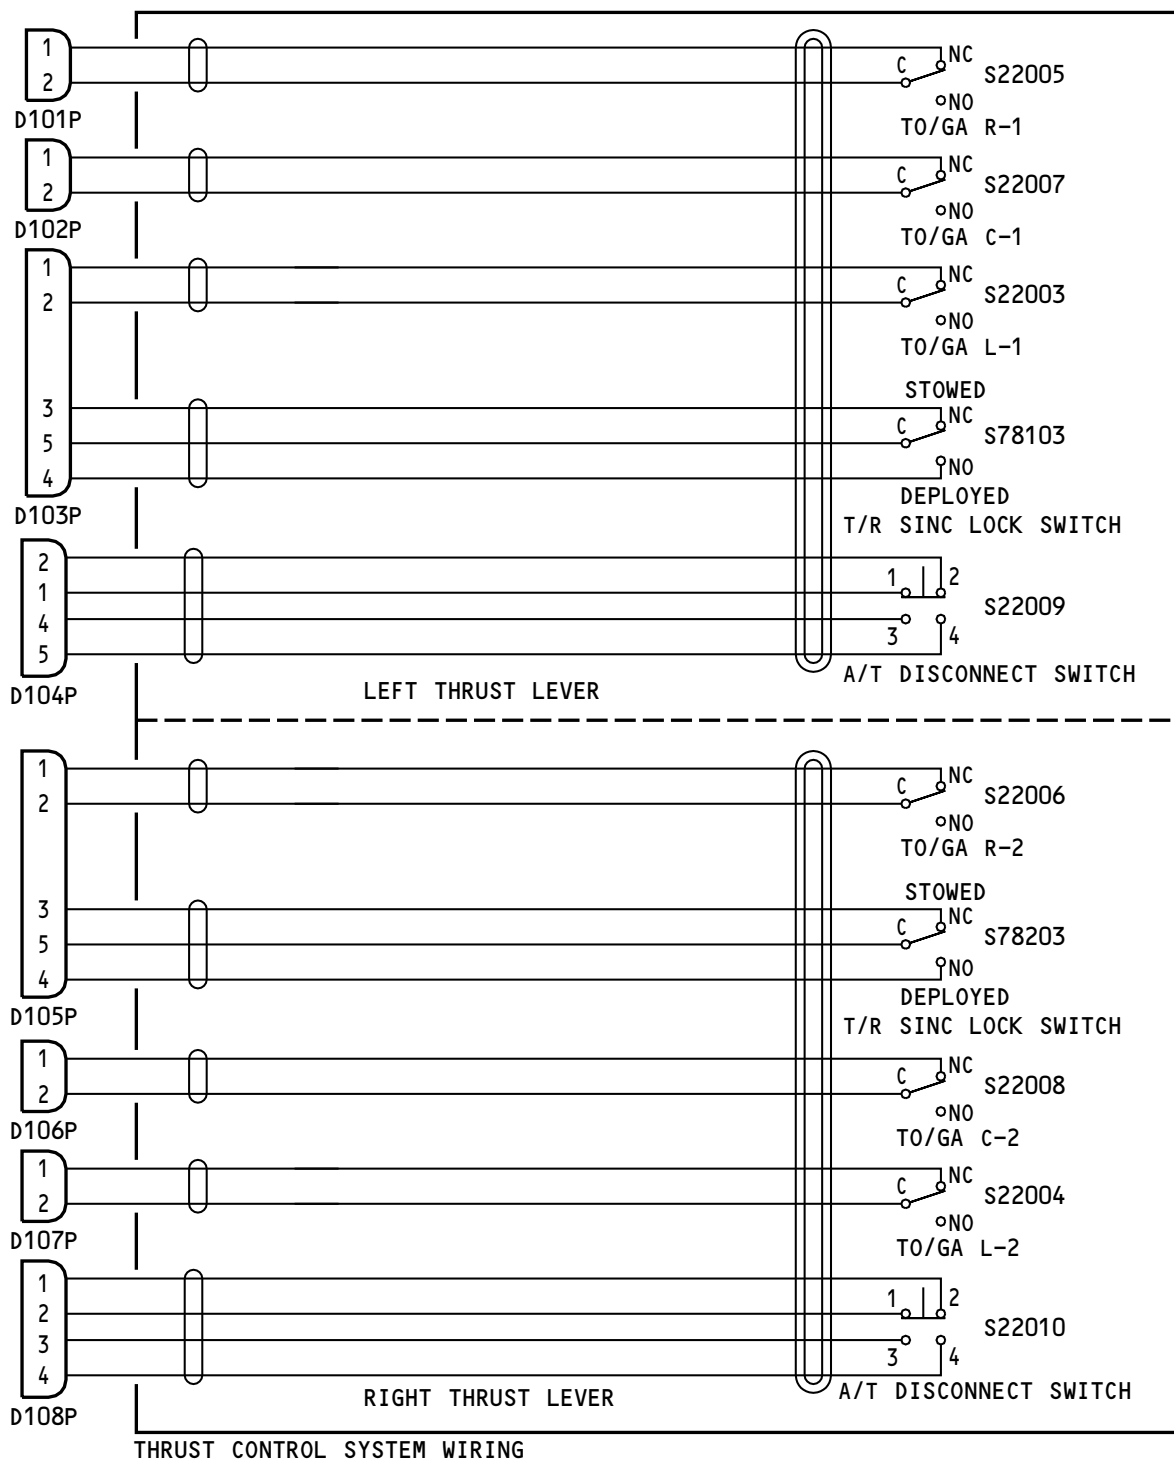 1 C NC S22005
2
D101P NO
TO/GA R-1
1 C NC S22007
2
D102P NO
TO/GA C-1
1 C NC S22003
2
NO
TO/GA L-1
STOWED
3 C NC S78103
5
4 NO
DEPLOYED
D103P
T/R SINC LOCK SWITCH
2 1 2
1 S22009
4
5 3 4
D104P
A/T DISCONNECT SWITCH
LEFT THRUST LEVER
1 C NC S22006
2
NO
TO/GA R-2
STOWED
3 C NC S78203
5
4 NO
DEPLOYED
D105P
T/R SINC LOCK SWITCH
1 C NC S22008
2
D106P NO
TO/GA C-2
1 C NC S22004
2
D107P NO
TO/GA L-2
1 1 2
2 S22010
3
4 3 4
D108P
A/T DISCONNECT SWITCH
RIGHT THRUST LEVER
THRUST CONTROL SYSTEM WIRING